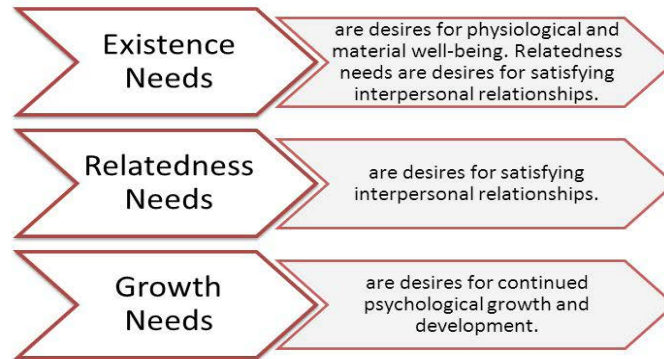 Existence
Needs
are desires for physiological and
material well-being. Relatedness
needs are desires for satisfying
interpersonal relationships.
Relatedness
Needs
are desires for satisfying
interpersonal relationships.
Growth
Needs
are desires for continued
psychological growth and
development.